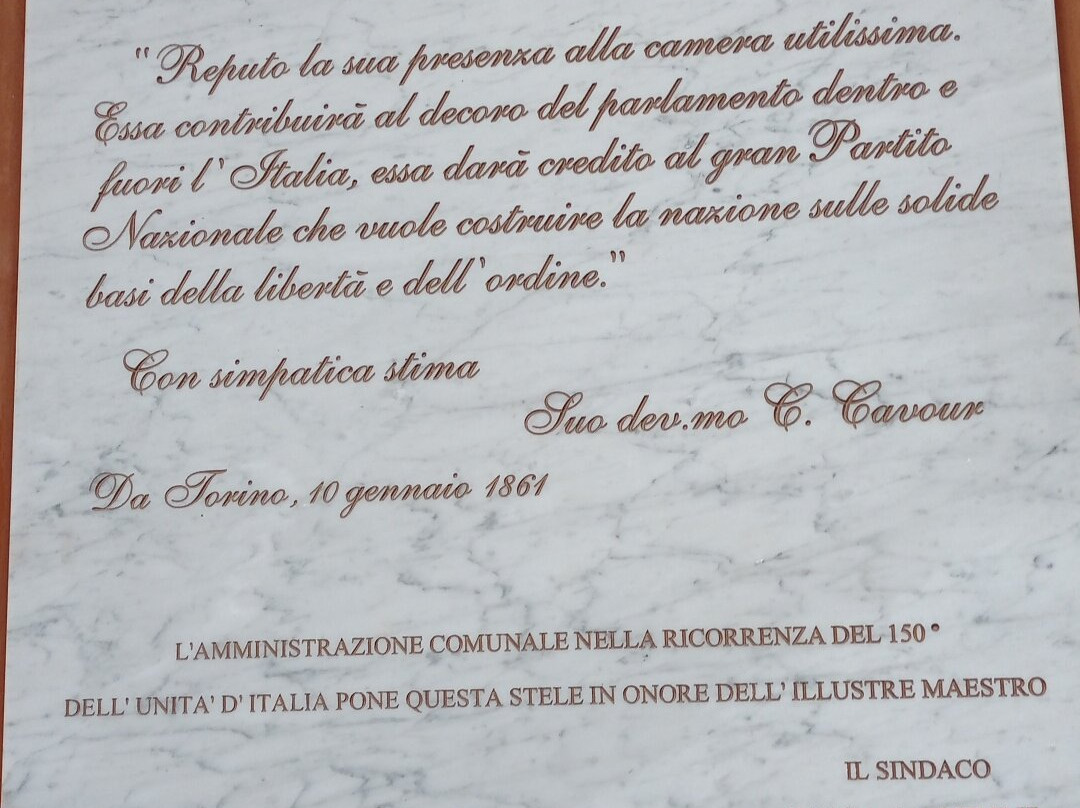 "Reputo la sua presenza alla camera utilissima.
Essa contribuirà al decoro del parlamento dentro e
fuori l'Italia, essa darà credito al gran Partito
Nazionale che vuole costruire la nazione sulle solide
basi della libertà e dell'ordine."
Con simpatica stima
Suo dev.mo C. Cavour
Da Torino, 10 gennaio 1861
L'AMMINISTRAZIONE COMUNALE NELLA RICORRENZA DEL 150°
DELL' UNITA' D' ITALIA PONE QUESTA STELE IN ONORE DELL' ILLUSTRE MAESTRO
IL SINDACO